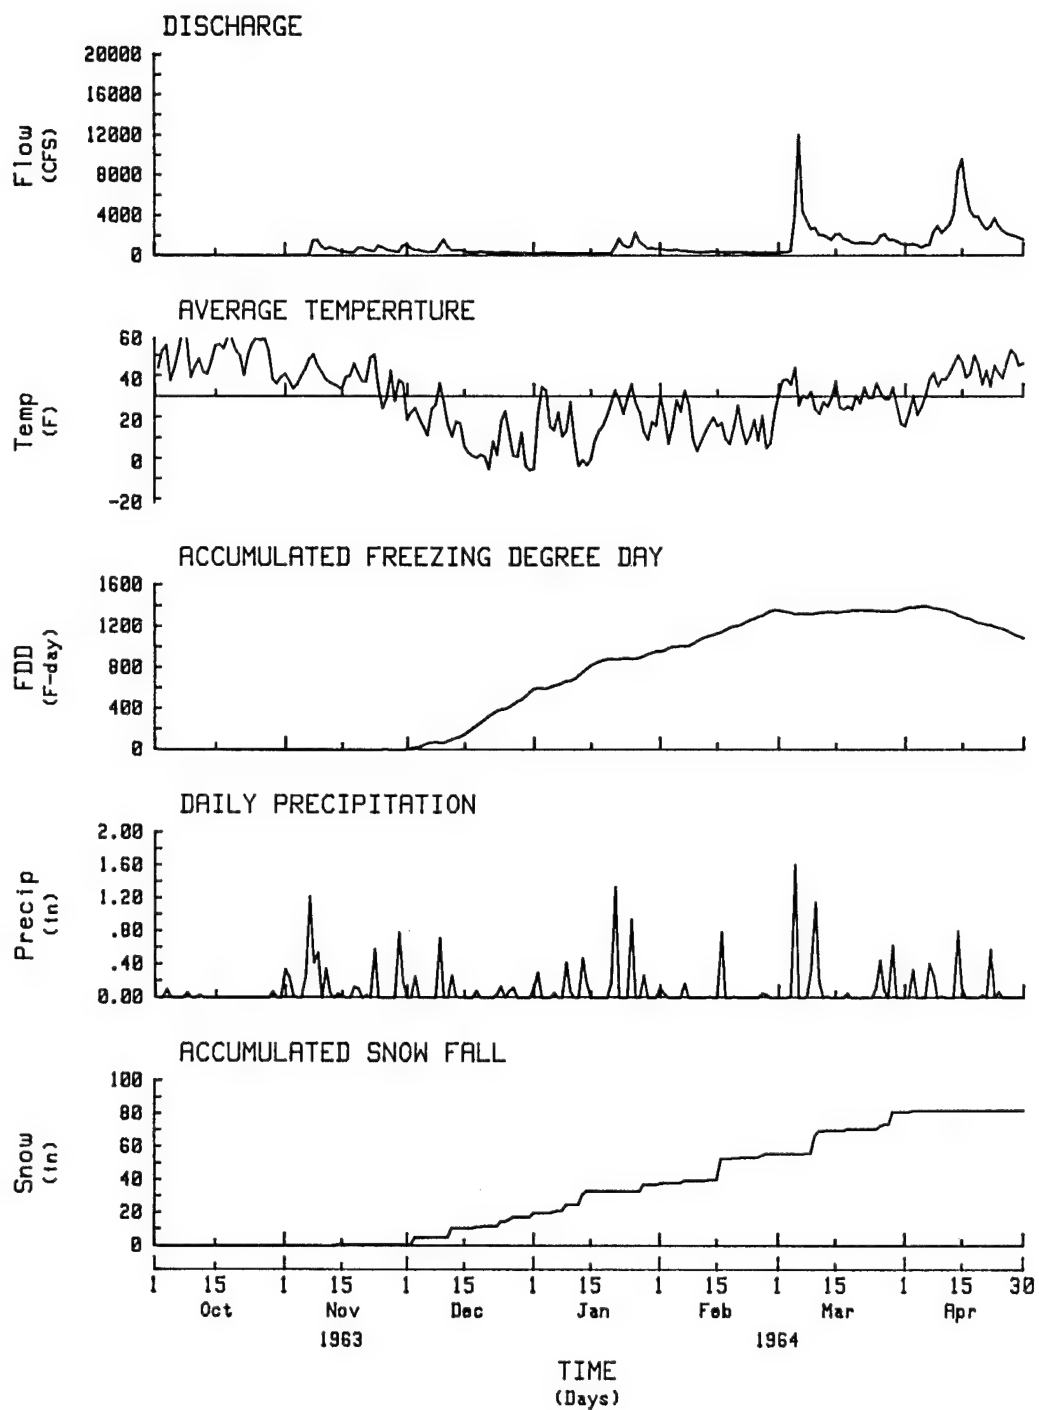 DISCHARGE
20000
16000
12000
8000
4000
0
Flow
(CFS)
AVERAGE TEMPERATURE
60
40
20
0
-20
Temp
(F)
ACCUMULATED FREEZING DEGREE DAY
1600
1200
800
400
0
FDD
(F-day)
DAILY PRECIPITATION
2.00
1.60
1.20
.80
.40
0.00
Precip
(in)
ACCUMULATED SNOW FALL
100
80
60
40
20
0
Snow
(in)
1 15 1 15 1 15 1 15 1 15 1 15 1 15 30
Oct Nov Dec Jan Feb Mar Apr
1963 1964
TIME
(Days)